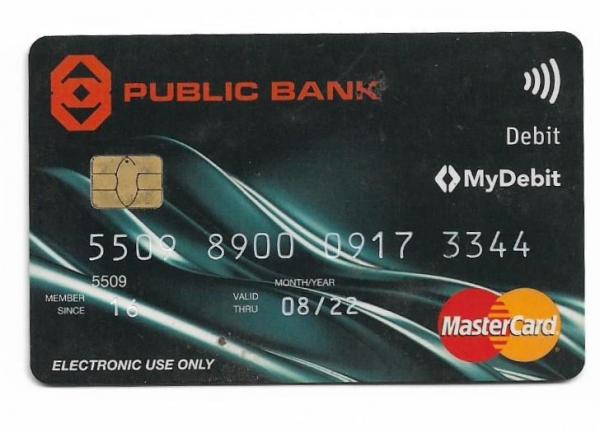 PUBLIC BANK
Debit
MyDebit
5509 8900 0917 3344
5509
MONTH/YEAR
MEMBER SINCE 16 VALID THRU 08/22
MasterCard
ELECTRONIC USE ONLY